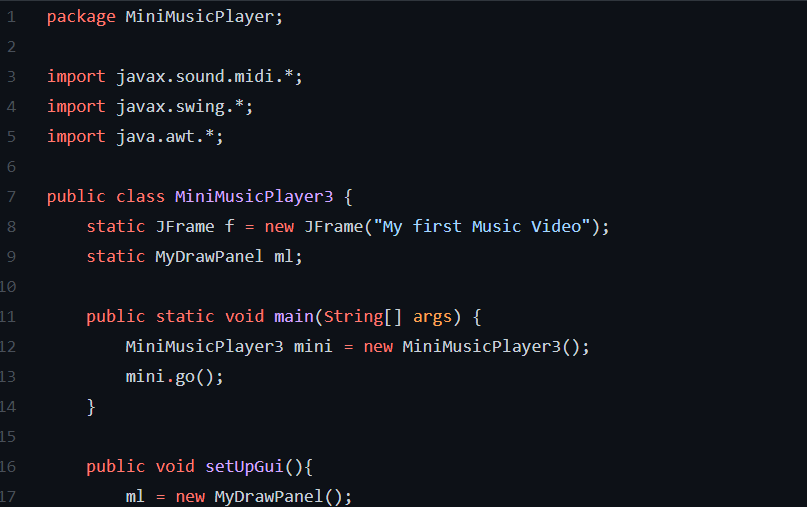 1 package MiniMusicPlayer;
2
3 import javax.sound.midi.*;
4 import javax.swing.*;
5 import java.awt.*;
6
7 public class MiniMusicPlayer3 {
8     static JFrame f = new JFrame("My first Music Video");
9     static MyDrawPanel ml;
10
11     public static void main(String[] args) {
12         MiniMusicPlayer3 mini = new MiniMusicPlayer3();
13         mini.go();
14     }
15
16     public void setUpGui(){
17         ml = new MyDrawPanel();